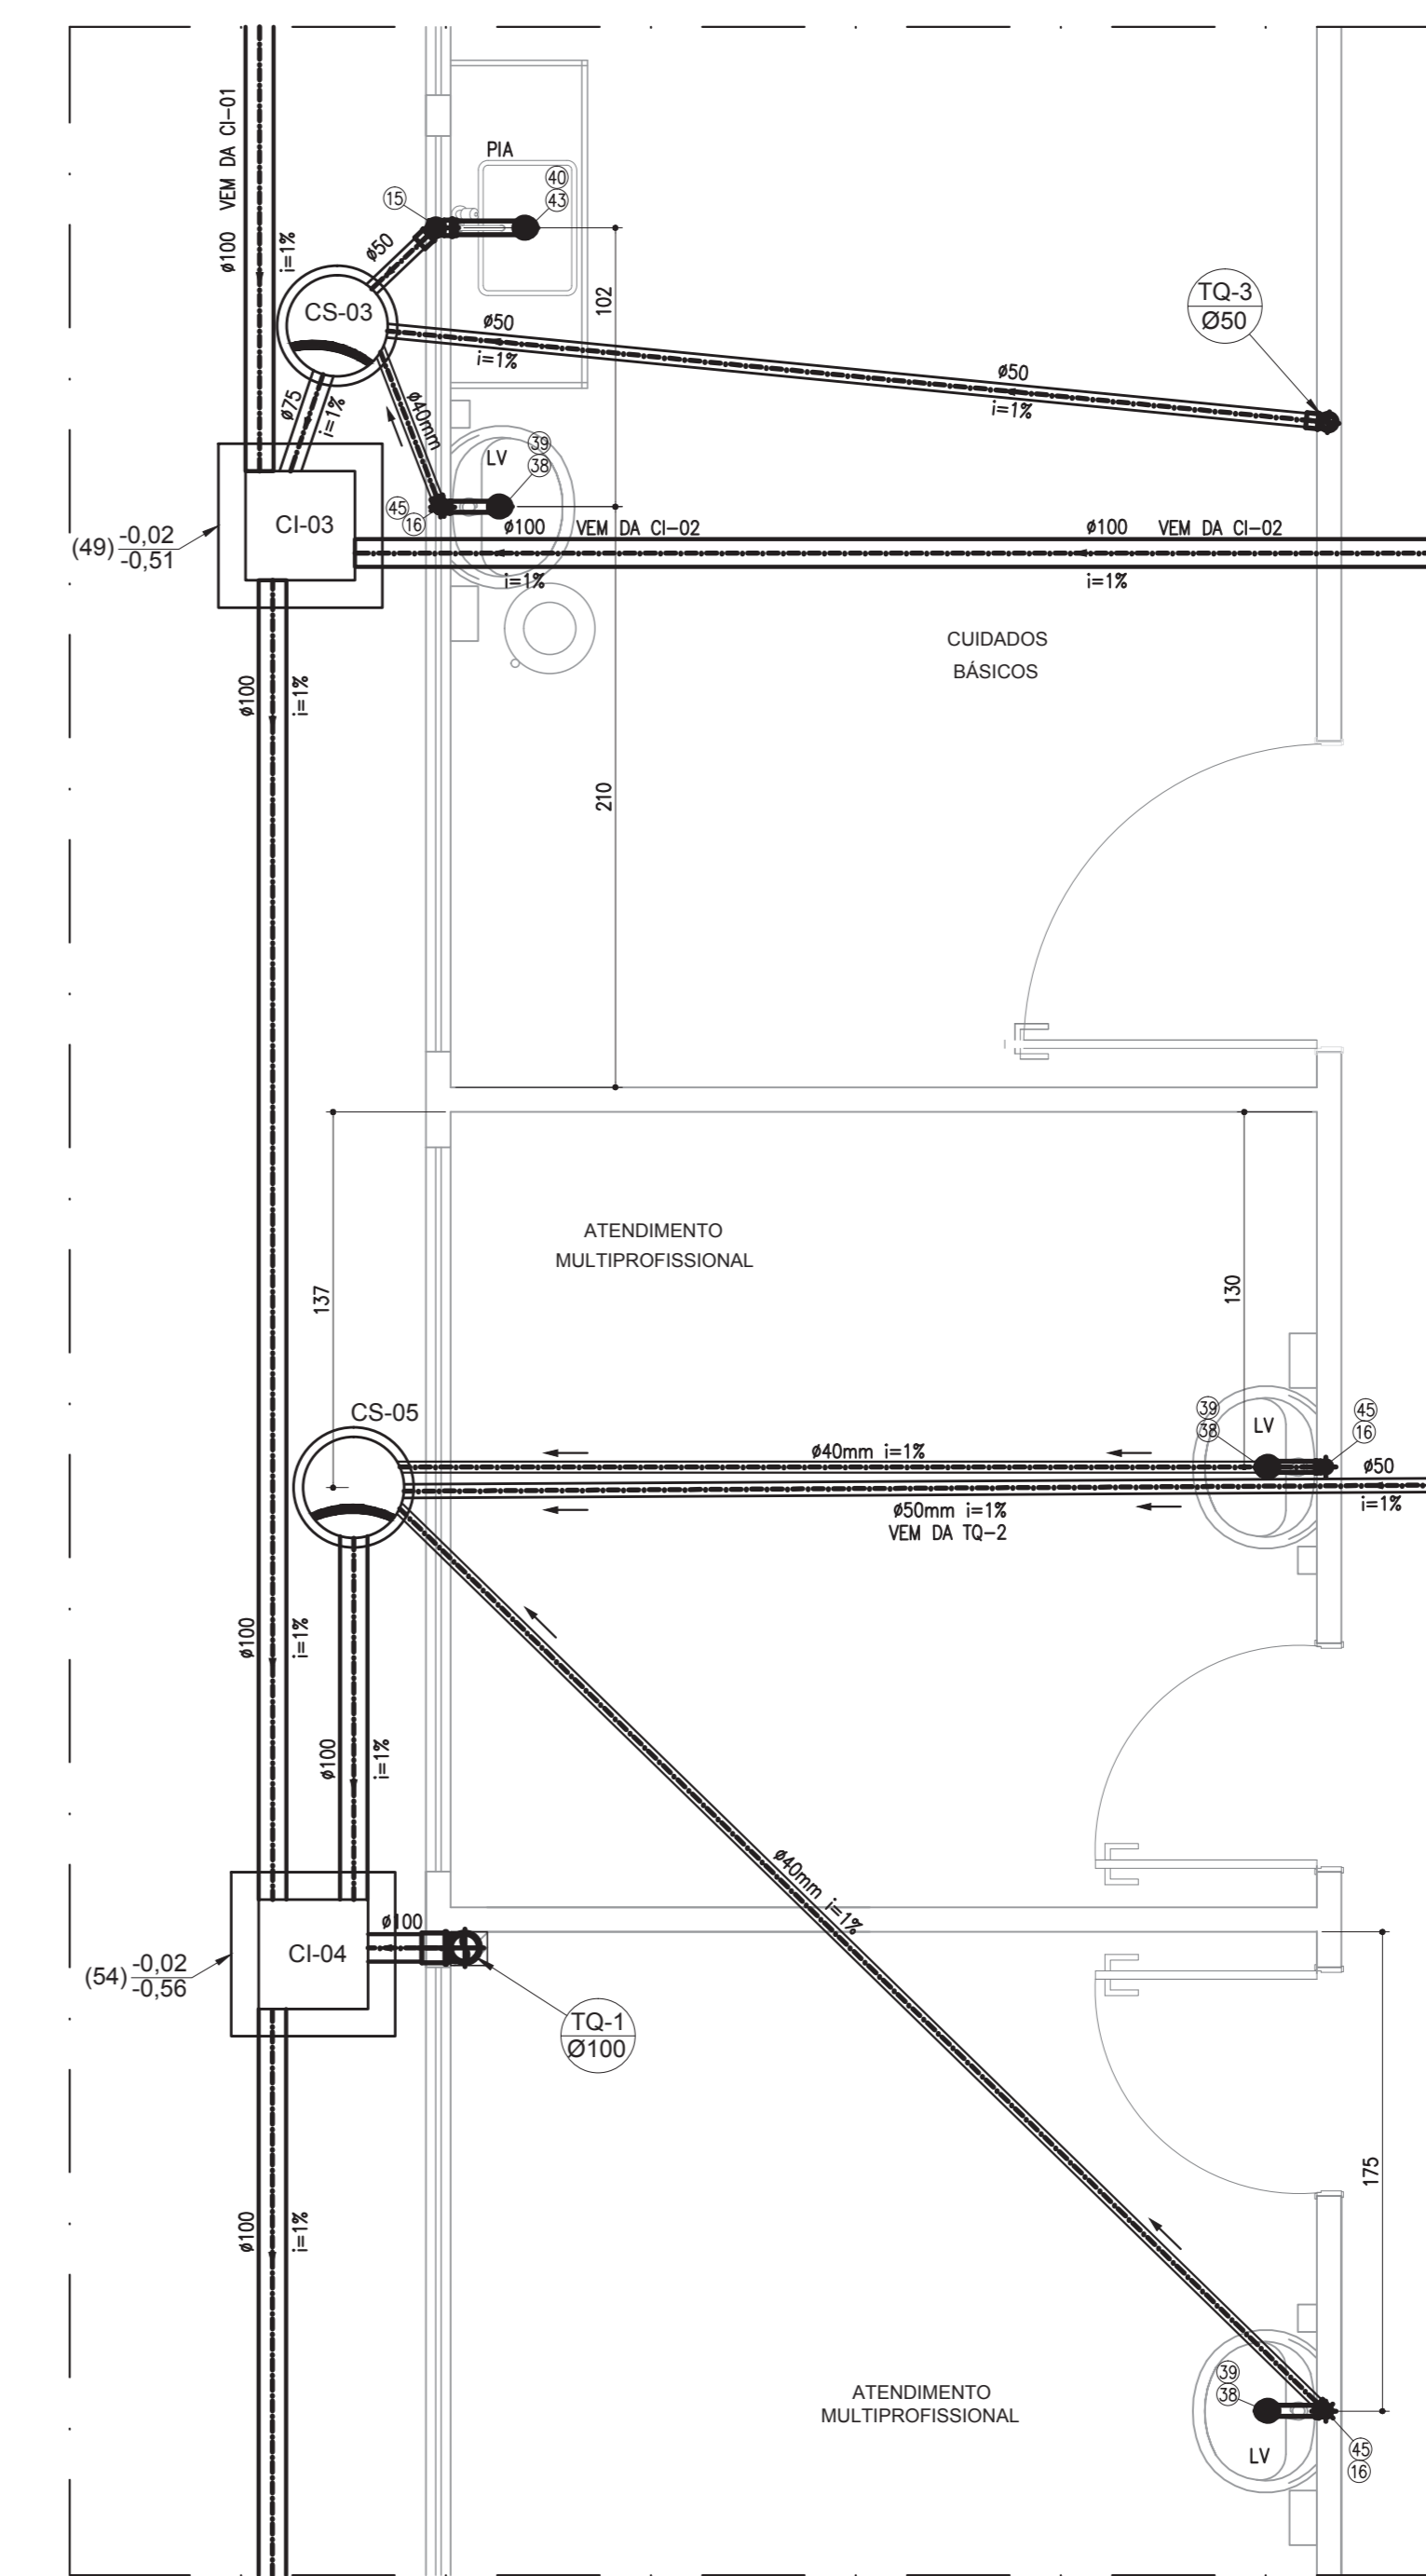 ø100 VEM DA CI-01
i=1%
PIA
40
43
15
ø50
CS-03
102
ø50
i=1%
TQ-3
Ø50
ø50
i=1%
ø75
i=1%
ø40mm
LV
39
38
45
16
CI-03
(49) -0,02
-0,51
ø100 VEM DA CI-02
i=1%
ø100 VEM DA CI-02
i=1%
CUIDADOS
BÁSICOS
ø100
i=1%
210
ATENDIMENTO
MULTIPROFISSIONAL
137
130
CS-05
39
38
LV
45
16
ø40mm i=1%
ø50
i=1%
ø50mm i=1%
VEM DA TQ-2
ø100
i=1%
ø100
i=1%
ø40mm i=1%
ø100
CI-04
(54) -0,02
-0,56
TQ-1
Ø100
175
ø100
i=1%
ATENDIMENTO
MULTIPROFISSIONAL
39
38
LV
45
16